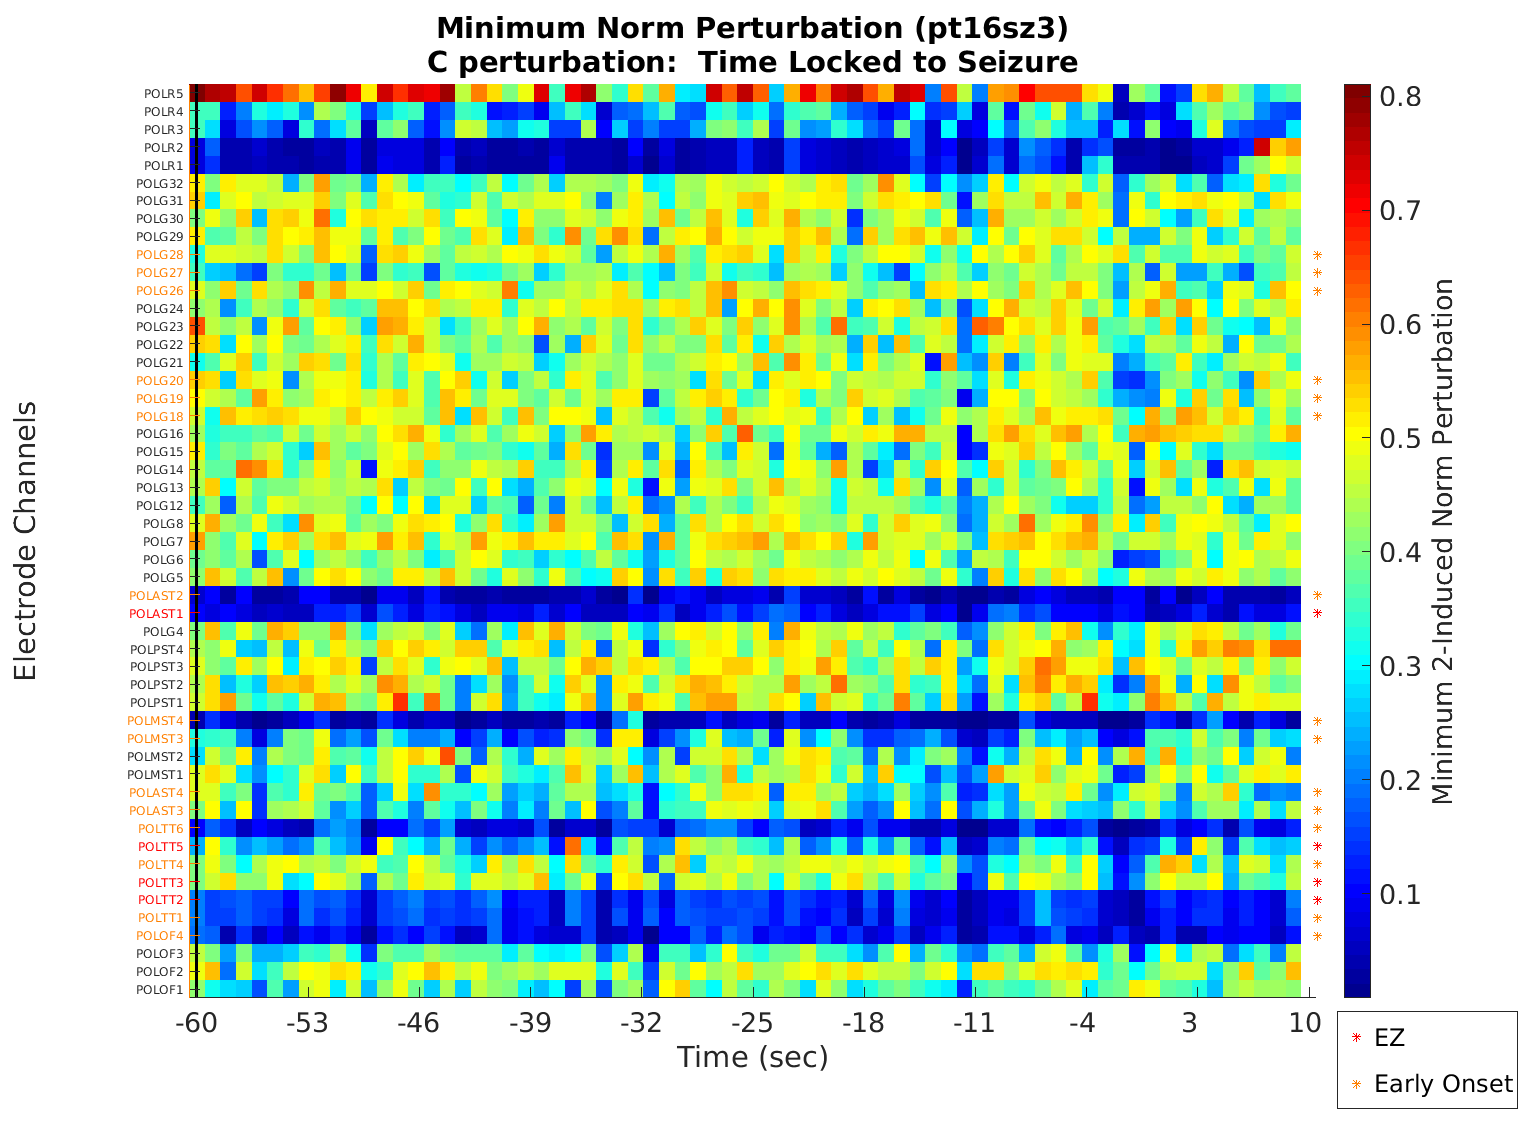 Minimum Norm Perturbation (pt16sz3)
C perturbation:  Time Locked to Seizure
Electrode Channels
POLR5
POLR4
POLR3
POLR2
POLR1
POLG32
POLG31
POLG30
POLG29
POLG28
POLG27
POLG26
POLG24
POLG23
POLG22
POLG21
POLG20
POLG19
POLG18
POLG16
POLG15
POLG14
POLG13
POLG12
POLG8
POLG7
POLG6
POLG5
POLAST2
POLAST1
POLG4
POLPST4
POLPST3
POLPST2
POLPST1
POLMST4
POLMST3
POLMST2
POLMST1
POLAST4
POLAST3
POLTT6
POLTT5
POLTT4
POLTT3
POLTT2
POLTT1
POLOF4
POLOF3
POLOF2
POLOF1
-60 -53 -46 -39 -32 -25 -18 -11 -4 3 10
Time (sec)
0.8
0.7
0.6
0.5
0.4
0.3
0.2
0.1
Minimum 2-Induced Norm Perturbation
EZ
Early Onset